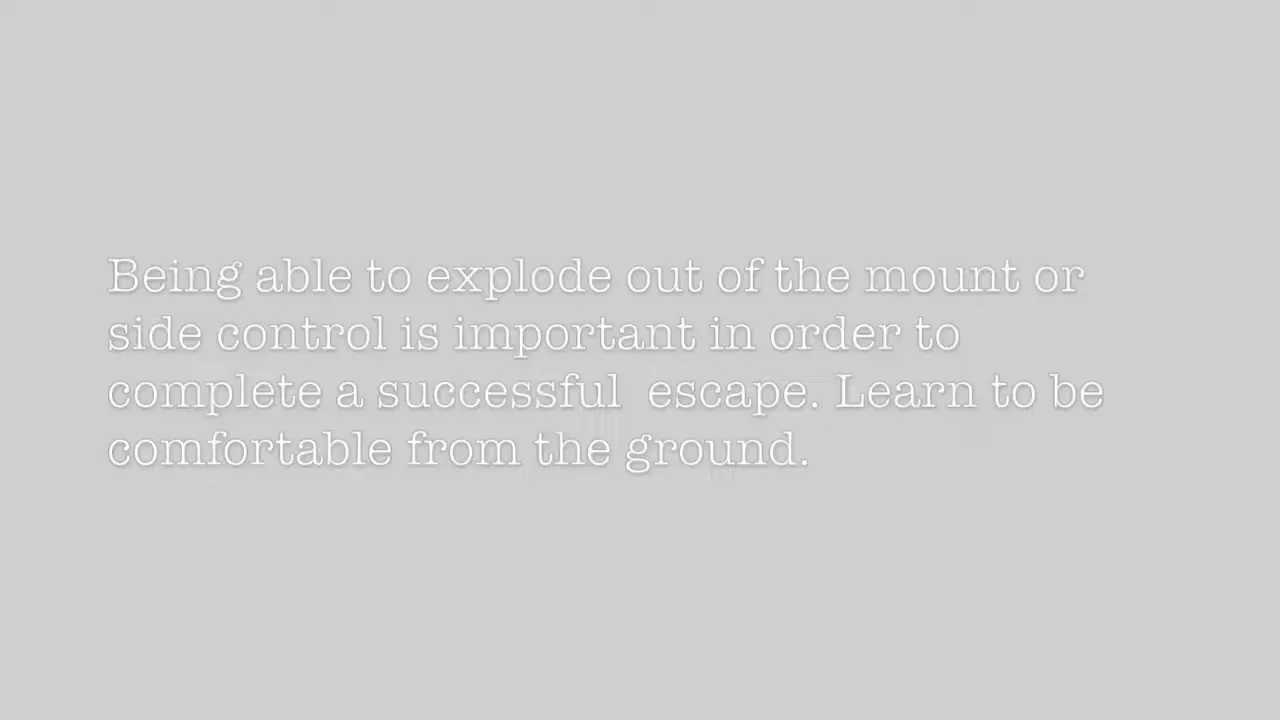 Being able to explode out of the mount or
side control is important in order to
complete a successful  escape. Learn to be
comfortable from the ground.